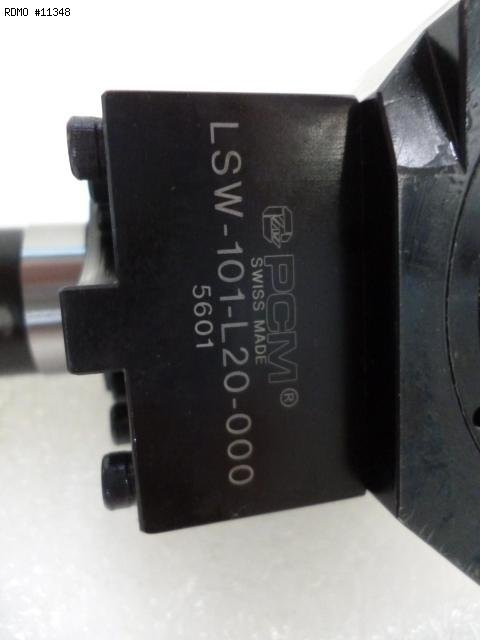 RDMO #11348
PCM®
SWISS MADE
LSW-101-L20-000
5601